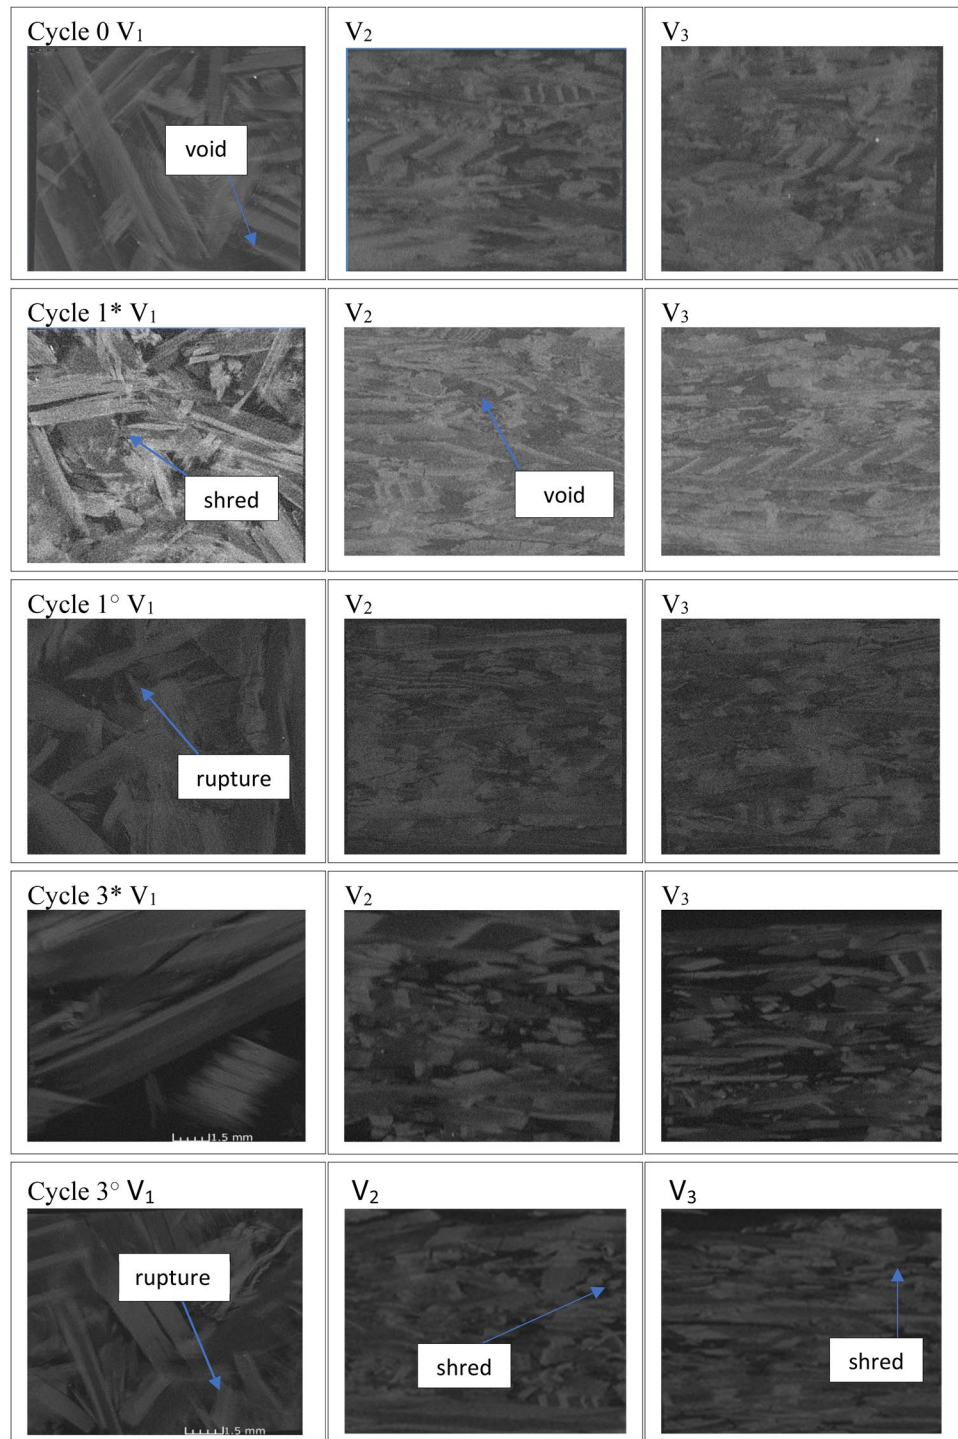 Cycle 0 V₁
V₂
V₃
void
Cycle 1* V₁
V₂
V₃
shred
void
Cycle 1° V₁
V₂
V₃
rupture
Cycle 3* V₁
V₂
V₃
1.5 mm
Cycle 3° V₁
V₂
V₃
rupture
shred
shred
1.5 mm